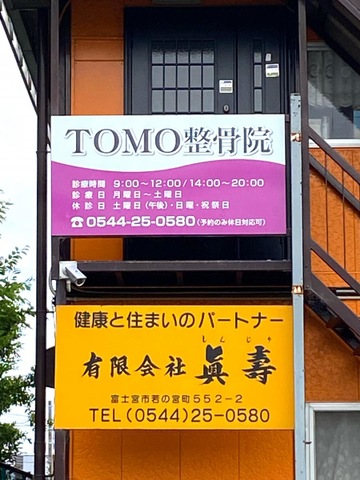 TOMO整骨院
診療時間 9:00～12:00/14:00～20:00
診療日 月曜日～土曜日
休診日 土曜日(午後)・日曜・祝祭日
☎0544-25-0580(予約のみ休日対応可)
健康と住まいのパートナー
しんじゅ
有限会社 眞壽
富士宮市若の宮町552-2
TEL(0544)25-0580